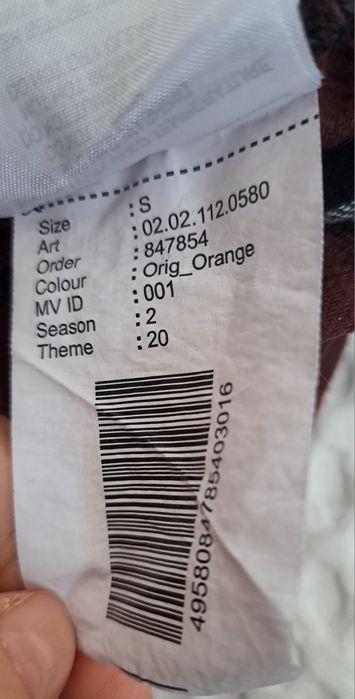 Size : S
Art : 02.02.112.0580
Order : 847854
Colour : Orig_Orange
MV ID : 001
Season : 2
Theme : 20
4958084785403016